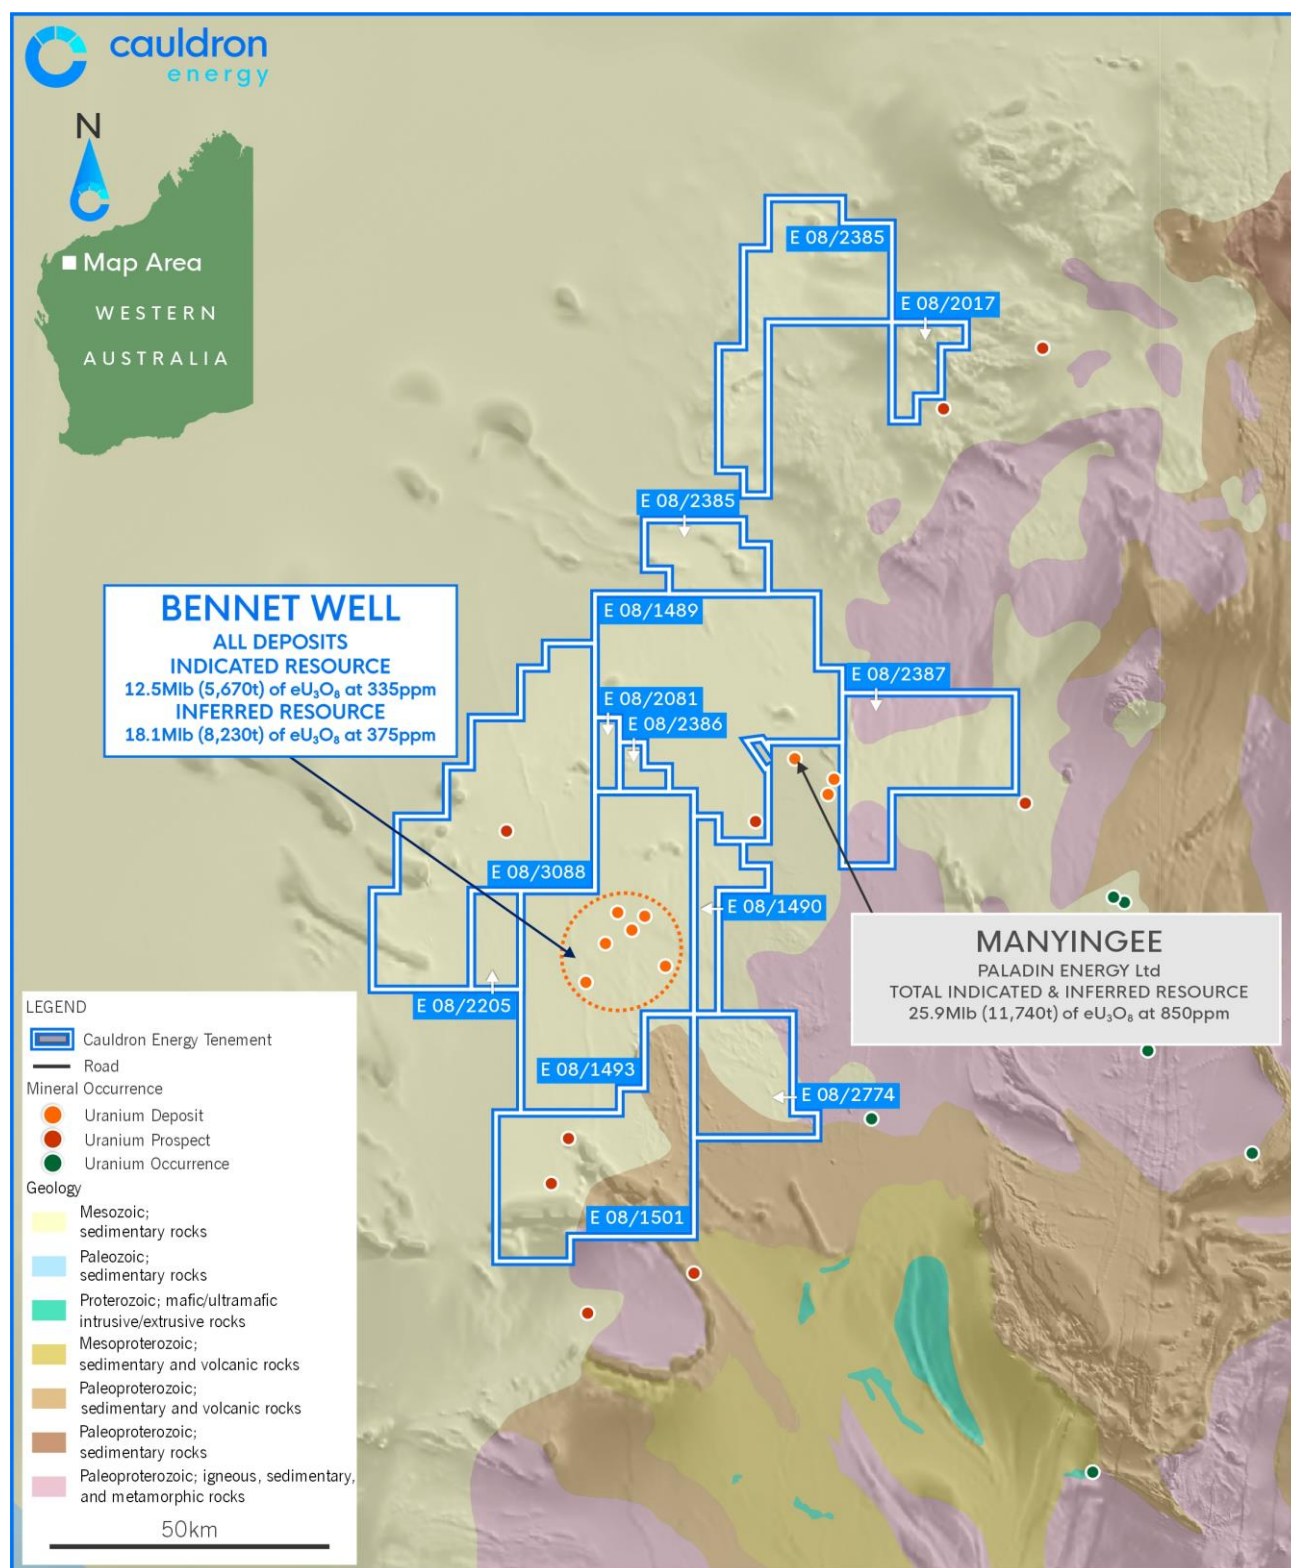 cauldron
energy
N
Map Area
WESTERN
AUSTRALIA
E 08/2385
E 08/2017
E 08/2385
BENNET WELL
ALL DEPOSITS
INDICATED RESOURCE
12.5Mlb (5,670t) of eU₃O₈ at 335ppm
INFERRED RESOURCE
18.1Mlb (8,230t) of eU₃O₈ at 375ppm
E 08/1489
E 08/2387
E 08/2081
E 08/2386
E 08/3088
E 08/1490
MANYINGEE
PALADIN ENERGY Ltd
TOTAL INDICATED & INFERRED RESOURCE
25.9Mlb (11,740t) of eU₃O₈ at 850ppm
E 08/2205
E 08/1493
E 08/2774
E 08/1501
LEGEND
Cauldron Energy Tenement
Road
Mineral Occurrence
Uranium Deposit
Uranium Prospect
Uranium Occurrence
Geology
Mesozoic;
sedimentary rocks
Paleozoic;
sedimentary rocks
Proterozoic; mafic/ultramafic
intrusive/extrusive rocks
Mesoproterozoic;
sedimentary and volcanic rocks
Paleoproterozoic;
sedimentary and volcanic rocks
Paleoproterozoic;
sedimentary rocks
Paleoproterozoic; igneous, sedimentary,
and metamorphic rocks
50km